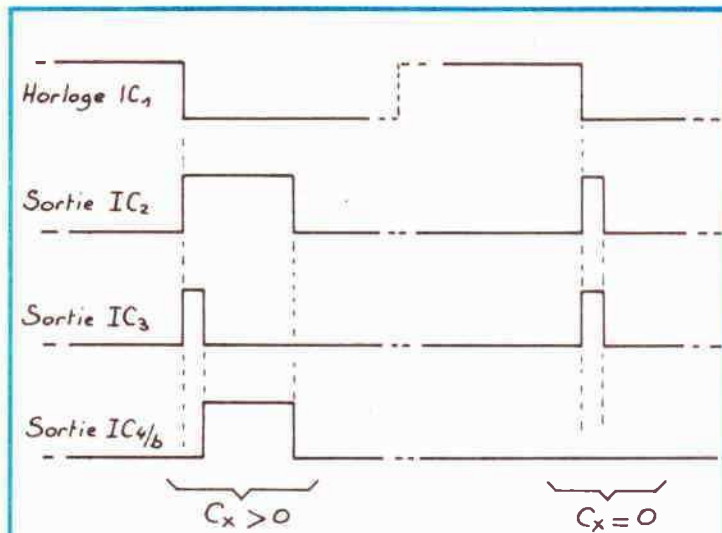 Horloge IC₁
Sortie IC₂
Sortie IC₃
Sortie IC₄/b
Cx > 0
Cx = 0